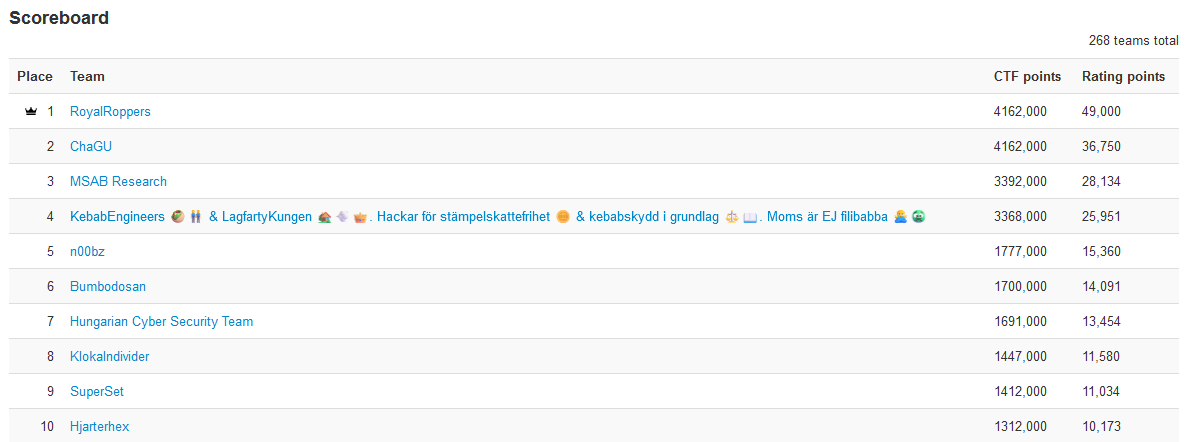 Scoreboard
268 teams total
Place Team CTF points Rating points
1 RoyalRoppers 4162,000 49,000
2 ChaGU 4162,000 36,750
3 MSAB Research 3392,000 28,134
4 KebabEngineers 🥙👬 & LagfartyKungen 🏠💠👑. Hackar för stämpelskattefrihet 🟠 & kebabskydd i grundlag ⚖️📖. Moms är EJ filibabba 3368,000 25,951
5 n00bz 1777,000 15,360
6 Bumbodosan 1700,000 14,091
7 Hungarian Cyber Security Team 1691,000 13,454
8 KlokaIndivider 1447,000 11,580
9 SuperSet 1412,000 11,034
10 Hjarterhex 1312,000 10,173